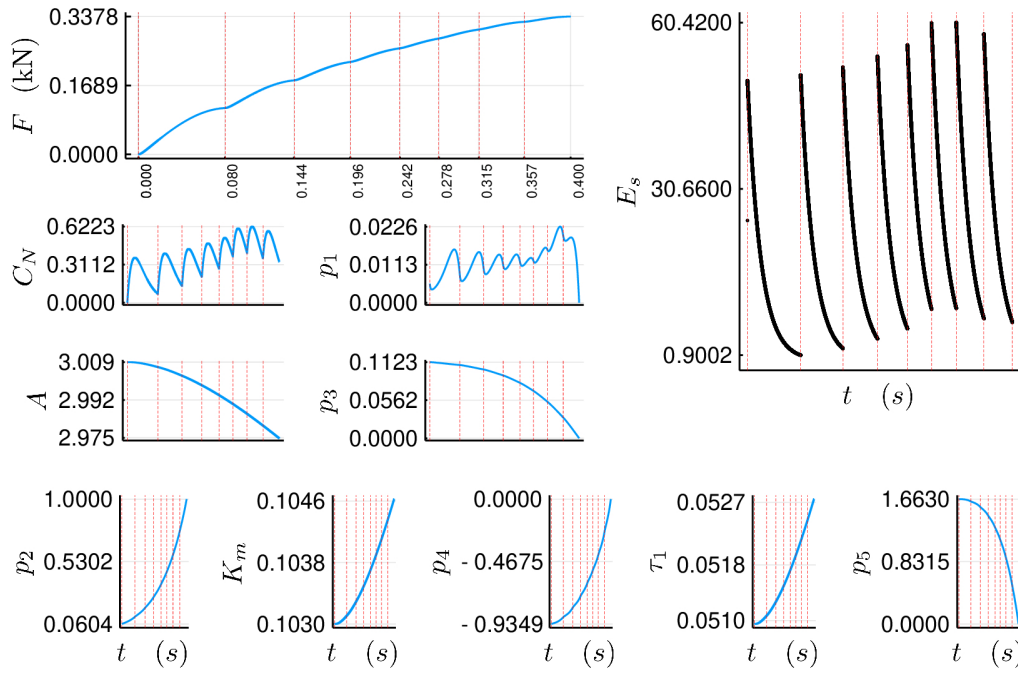 0.3378
0.1689
0.0000
F (kN)
0.000
0.080
0.144
0.196
0.242
0.278
0.315
0.357
0.400
60.4200
30.6600
0.9002
E_s
t (s)
0.6223
0.3112
0.0000
C_N
0.0226
0.0113
0.0000
p_1
3.009
2.992
2.975
A
0.1123
0.0562
0.0000
p_3
1.0000
0.5302
0.0604
p_2
t (s)
0.1046
0.1038
0.1030
K_m
t (s)
0.0000
- 0.4675
- 0.9349
p_4
t (s)
0.0527
0.0518
0.0510
τ_1
t (s)
1.6630
0.8315
0.0000
p_5
t (s)